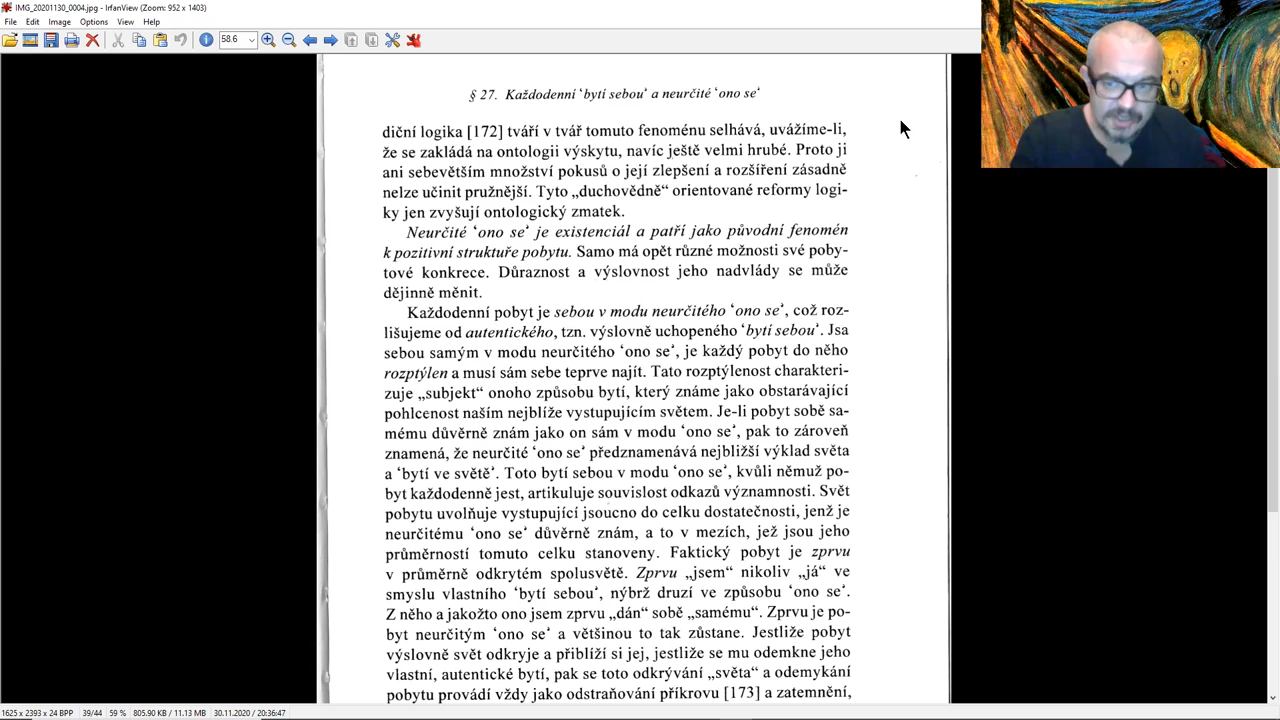 IMG_20201130_0004.jpg - IrfanView (Zoom: 952 x 1403)
File Edit Image Options View Help
58.6
§ 27. Každodenní ‘bytí sebou’ a neurčité ‘ono se’
diční logika [172] tváří v tvář tomuto fenoménu selhává, uvážíme-li,
že se zakládá na ontologii výskytu, navíc ještě velmi hrubé. Proto ji
ani sebevětším množství pokusů o její zlepšení a rozšíření zásadně
nelze učinit pružnější. Tyto „duchovědně“ orientované reformy logi-
ky jen zvyšují ontologický zmatek.
Neurčité ‘ono se’ je existenciál a patří jako původní fenomén
k pozitivní struktuře pobytu. Samo má opět různé možnosti své poby-
tové konkrece. Důraznost a výslovnost jeho nadvlády se může
dějinně měnit.
Každodenní pobyt je sebou v modu neurčitého ‘ono se’, což roz-
lišujeme od autentického, tzn. výslovně uchopeného ‘bytí sebou’. Jsa
sebou samým v modu neurčitého ‘ono se’, je každý pobyt do něho
rozptýlen a musí sám sebe teprve najít. Tato rozptýlenost charakteri-
zuje „subjekt“ onoho způsobu bytí, který známe jako obstarávající
pohlcenost naším nejblíže vystupujícím světem. Je-li pobyt sobě sa-
mému důvěrně znám jako on sám v modu ‘ono se’, pak to zároveň
znamená, že neurčité ‘ono se’ předznamenává nejbližší výklad světa
a ‘bytí ve světě’. Toto bytí sebou v modu ‘ono se’, kvůli němuž po-
byt každodenně jest, artikuluje souvislost odkazů významnosti. Svět
pobytu uvolňuje vystupující jsoucno do celku dostatečnosti, jenž je
neurčitému ‘ono se’ důvěrně znám, a to v mezích, jež jsou jeho
průměrností tomuto celku stanoveny. Faktický pobyt je zprvu
v průměrně odkrytém spolusvětě. Zprvu „jsem“ nikoliv „já“ ve
smyslu vlastního ‘bytí sebou’, nýbrž druzí ve způsobu ‘ono se’.
Z něho a jakožto ono jsem zprvu „dán“ sobě „samému“. Zprvu je po-
byt neurčitým ‘ono se’ a většinou to tak zůstane. Jestliže pobyt
výslovně svět odkryje a přiblíží si jej, jestliže se mu odemkne jeho
vlastní, autentické bytí, pak se toto odkrývání „světa“ a odemykání
pobytu provádí vždy jako odstraňování příkrovu [173] a zatemnění,
1625 x 2393 x 24 BPP 39/44 59 % 805.90 KB / 11.13 MB 30.11.2020 / 20:36:47